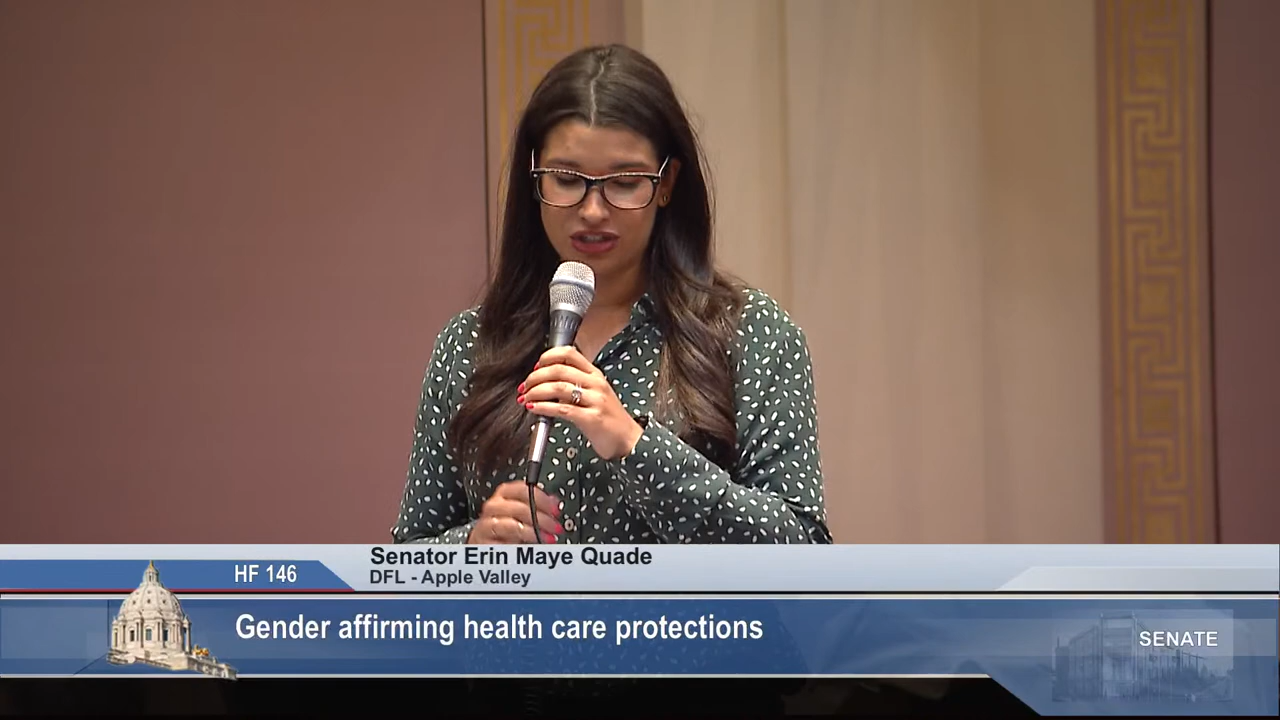 Senator Erin Maye Quade
HF 146
DFL - Apple Valley
Gender affirming health care protections
SENATE